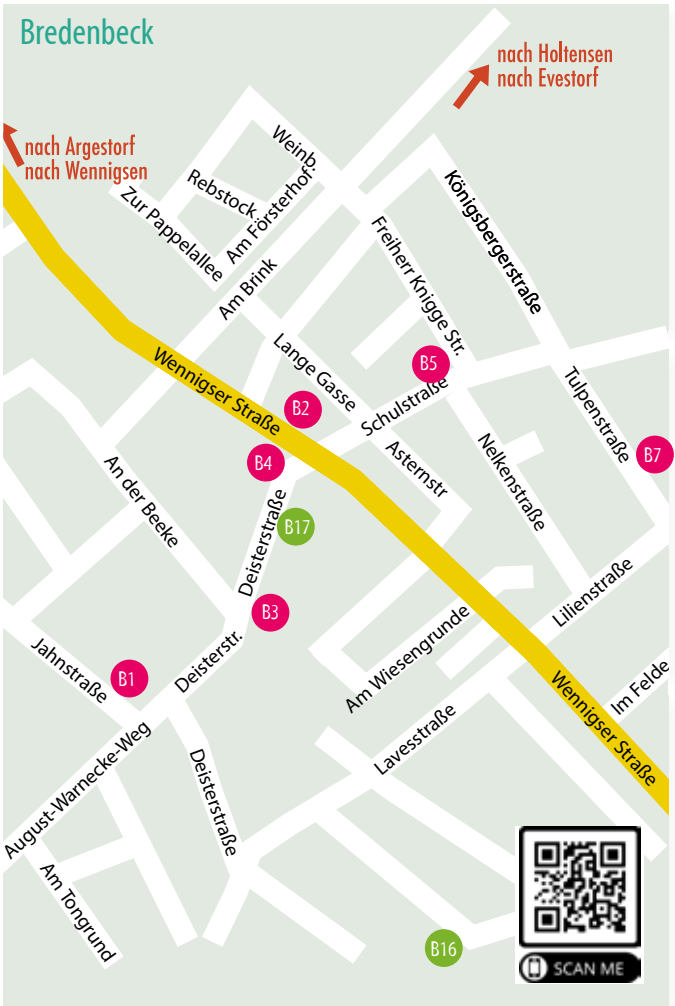 Bredenbeck
nach Holtensen
nach Evestorf
nach Argestorf
nach Wennigsen
Weinb.
Rebstock.
Zur Pappelallee
Am Försterhof.
Am Brink
Königsbergerstraße
Freiherr Knigge Str.
Lange Gasse
Wennigser Straße
B5
Schulstraße
B2
Tulpenstraße
B7
B4
Asternstr
Nelkenstraße
An der Beeke
Deisterstraße
B17
B3
Lilienstraße
Jahnstraße
B1
Deisterstr.
Am Wiesengrunde
Im Felde
Wennigser Straße
Lavesstraße
August-Warnecke-Weg
Deisterstraße
Am Tongrund
B16
SCAN ME